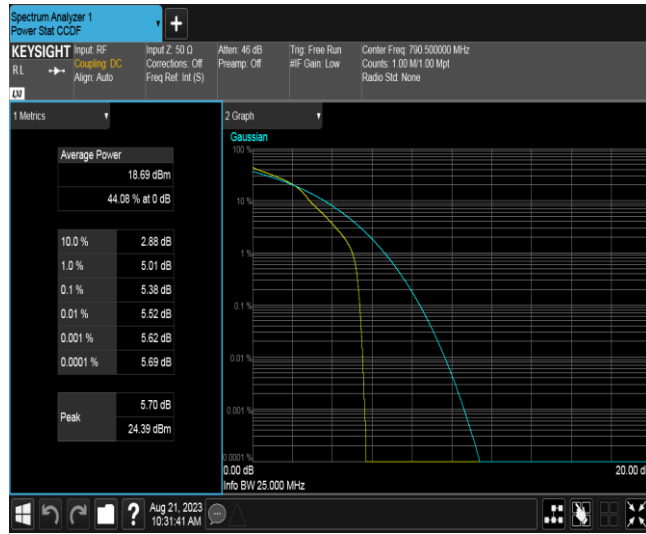 Spectrum Analyzer 1
Power Stat CCDF
+
KEYSIGHT
RL
LXI
Input: RF
Coupling: DC
Align: Auto
Input Z: 50 Ω
Corrections: Off
Freq Ref: Int (S)
Atten: 46 dB
Preamp: Off
Trig: Free Run
#IF Gain: Low
Center Freq: 790.500000 MHz
Counts: 1.00 M/1.00 Mpt
Radio Std: None
1 Metrics
Average Power
18.69 dBm
44.08 % at 0 dB
10.0 % 2.88 dB
1.0 % 5.01 dB
0.1 % 5.38 dB
0.01 % 5.52 dB
0.001 % 5.62 dB
0.0001 % 5.69 dB
Peak
5.70 dB
24.39 dBm
2 Graph
Gaussian
100 %
10 %
1 %
0.1 %
0.01 %
0.001 %
0.0001 %
0.00 dB
20.00 d
Info BW 25.000 MHz
?
Aug 21, 2023
10:31:41 AM